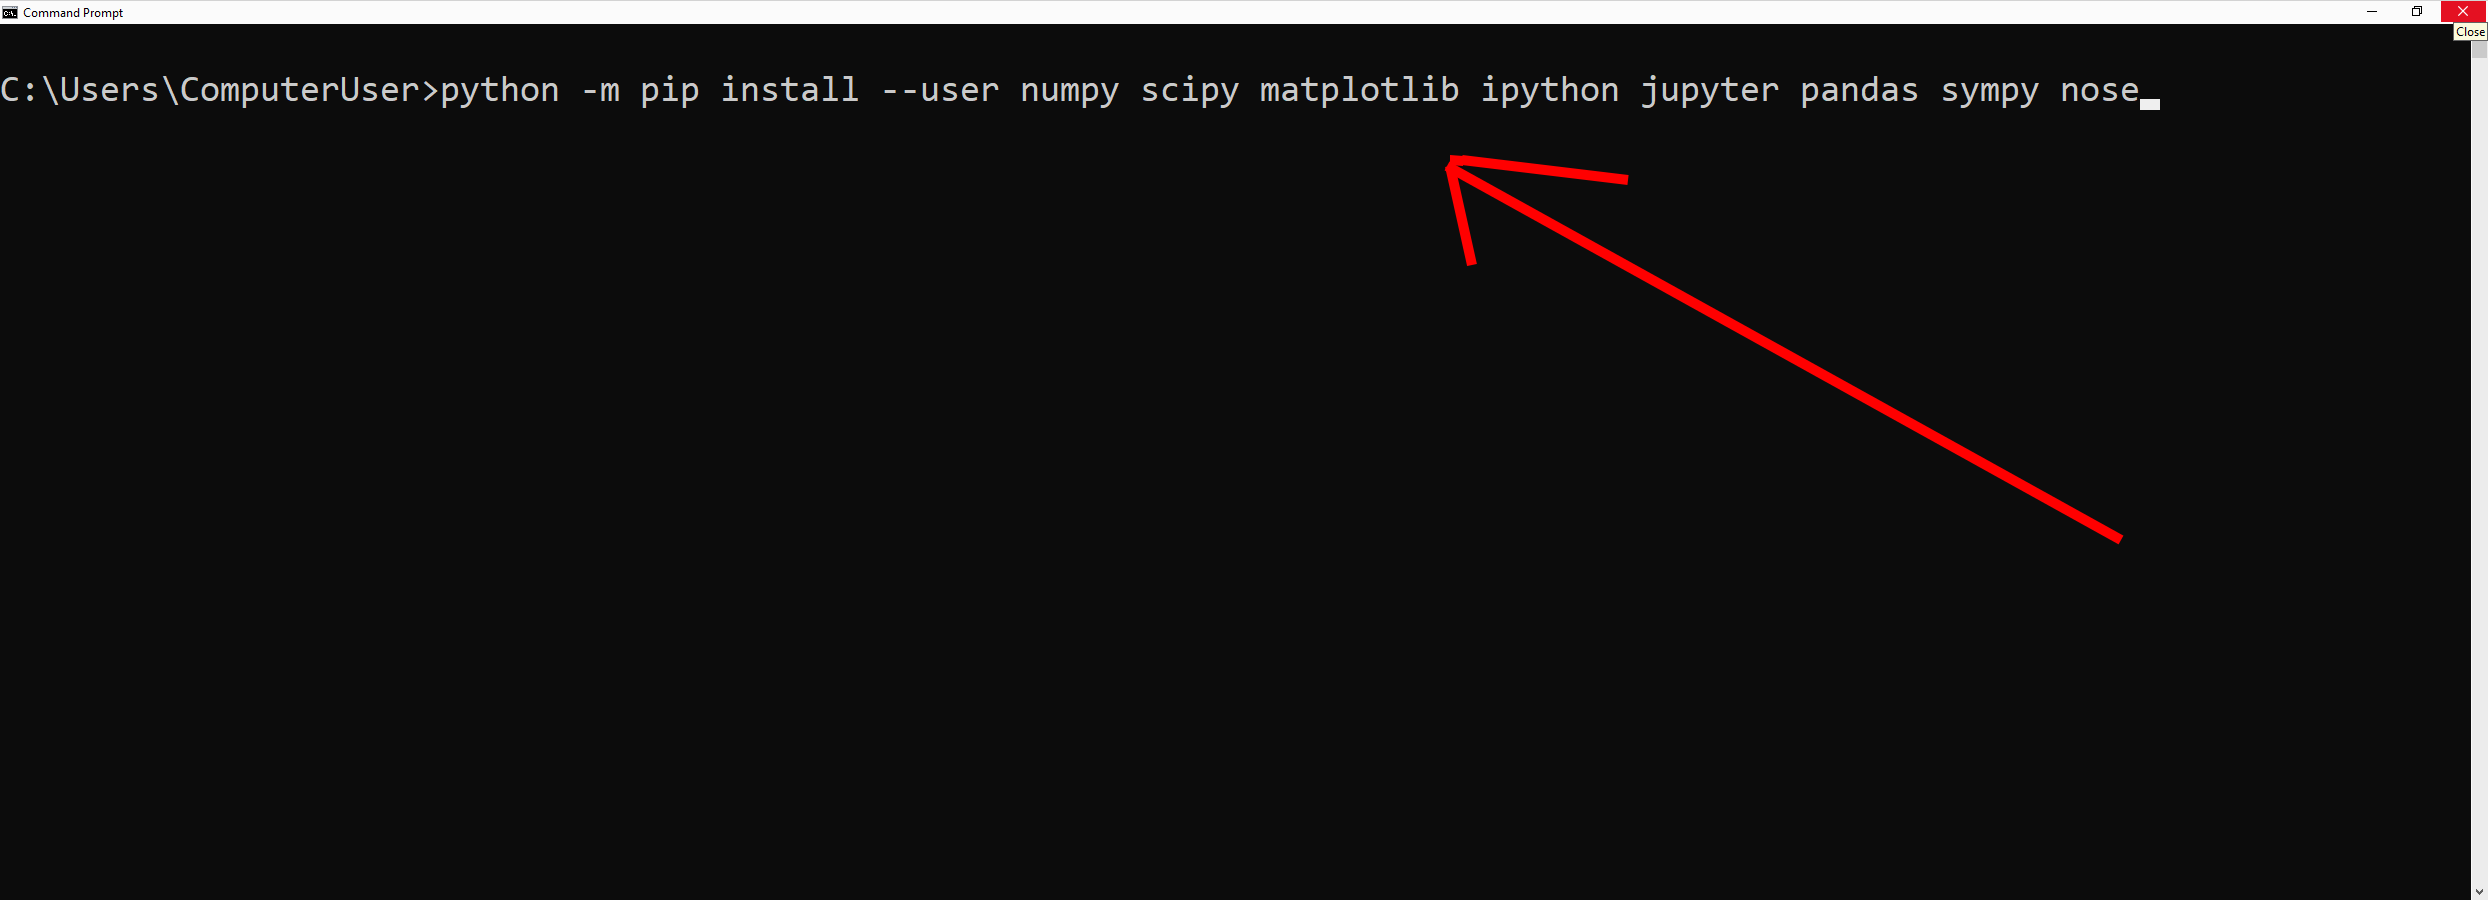 Command Prompt
Close
C:\Users\ComputerUser>python -m pip install --user numpy scipy matplotlib ipython jupyter pandas sympy nose